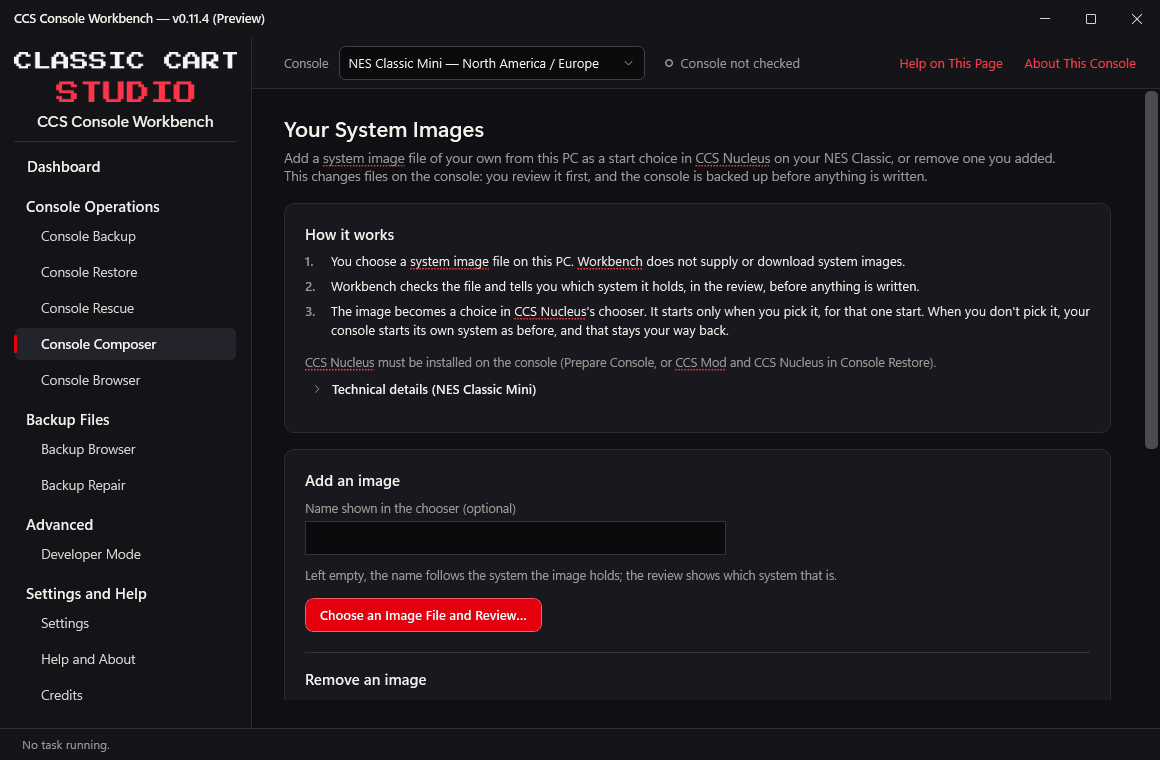 CCS Console Workbench — v0.11.4 (Preview)
CLASSIC CART
STUDIO
CCS Console Workbench
Dashboard
Console Operations
Console Backup
Console Restore
Console Rescue
Console Composer
Console Browser
Backup Files
Backup Browser
Backup Repair
Advanced
Developer Mode
Settings and Help
Settings
Help and About
Credits
Console
NES Classic Mini — North America / Europe
Console not checked
Help on This Page
About This Console
Your System Images
Add a system image file of your own from this PC as a start choice in CCS Nucleus on your NES Classic, or remove one you added.
This changes files on the console: you review it first, and the console is backed up before anything is written.
How it works
1. You choose a system image file on this PC. Workbench does not supply or download system images.
2. Workbench checks the file and tells you which system it holds, in the review, before anything is written.
3. The image becomes a choice in CCS Nucleus's chooser. It starts only when you pick it, for that one start. When you don't pick it, your
console starts its own system as before, and that stays your way back.
CCS Nucleus must be installed on the console (Prepare Console, or CCS Mod and CCS Nucleus in Console Restore).
Technical details (NES Classic Mini)
Add an image
Name shown in the chooser (optional)
Left empty, the name follows the system the image holds; the review shows which system that is.
Choose an Image File and Review...
Remove an image
No task running.